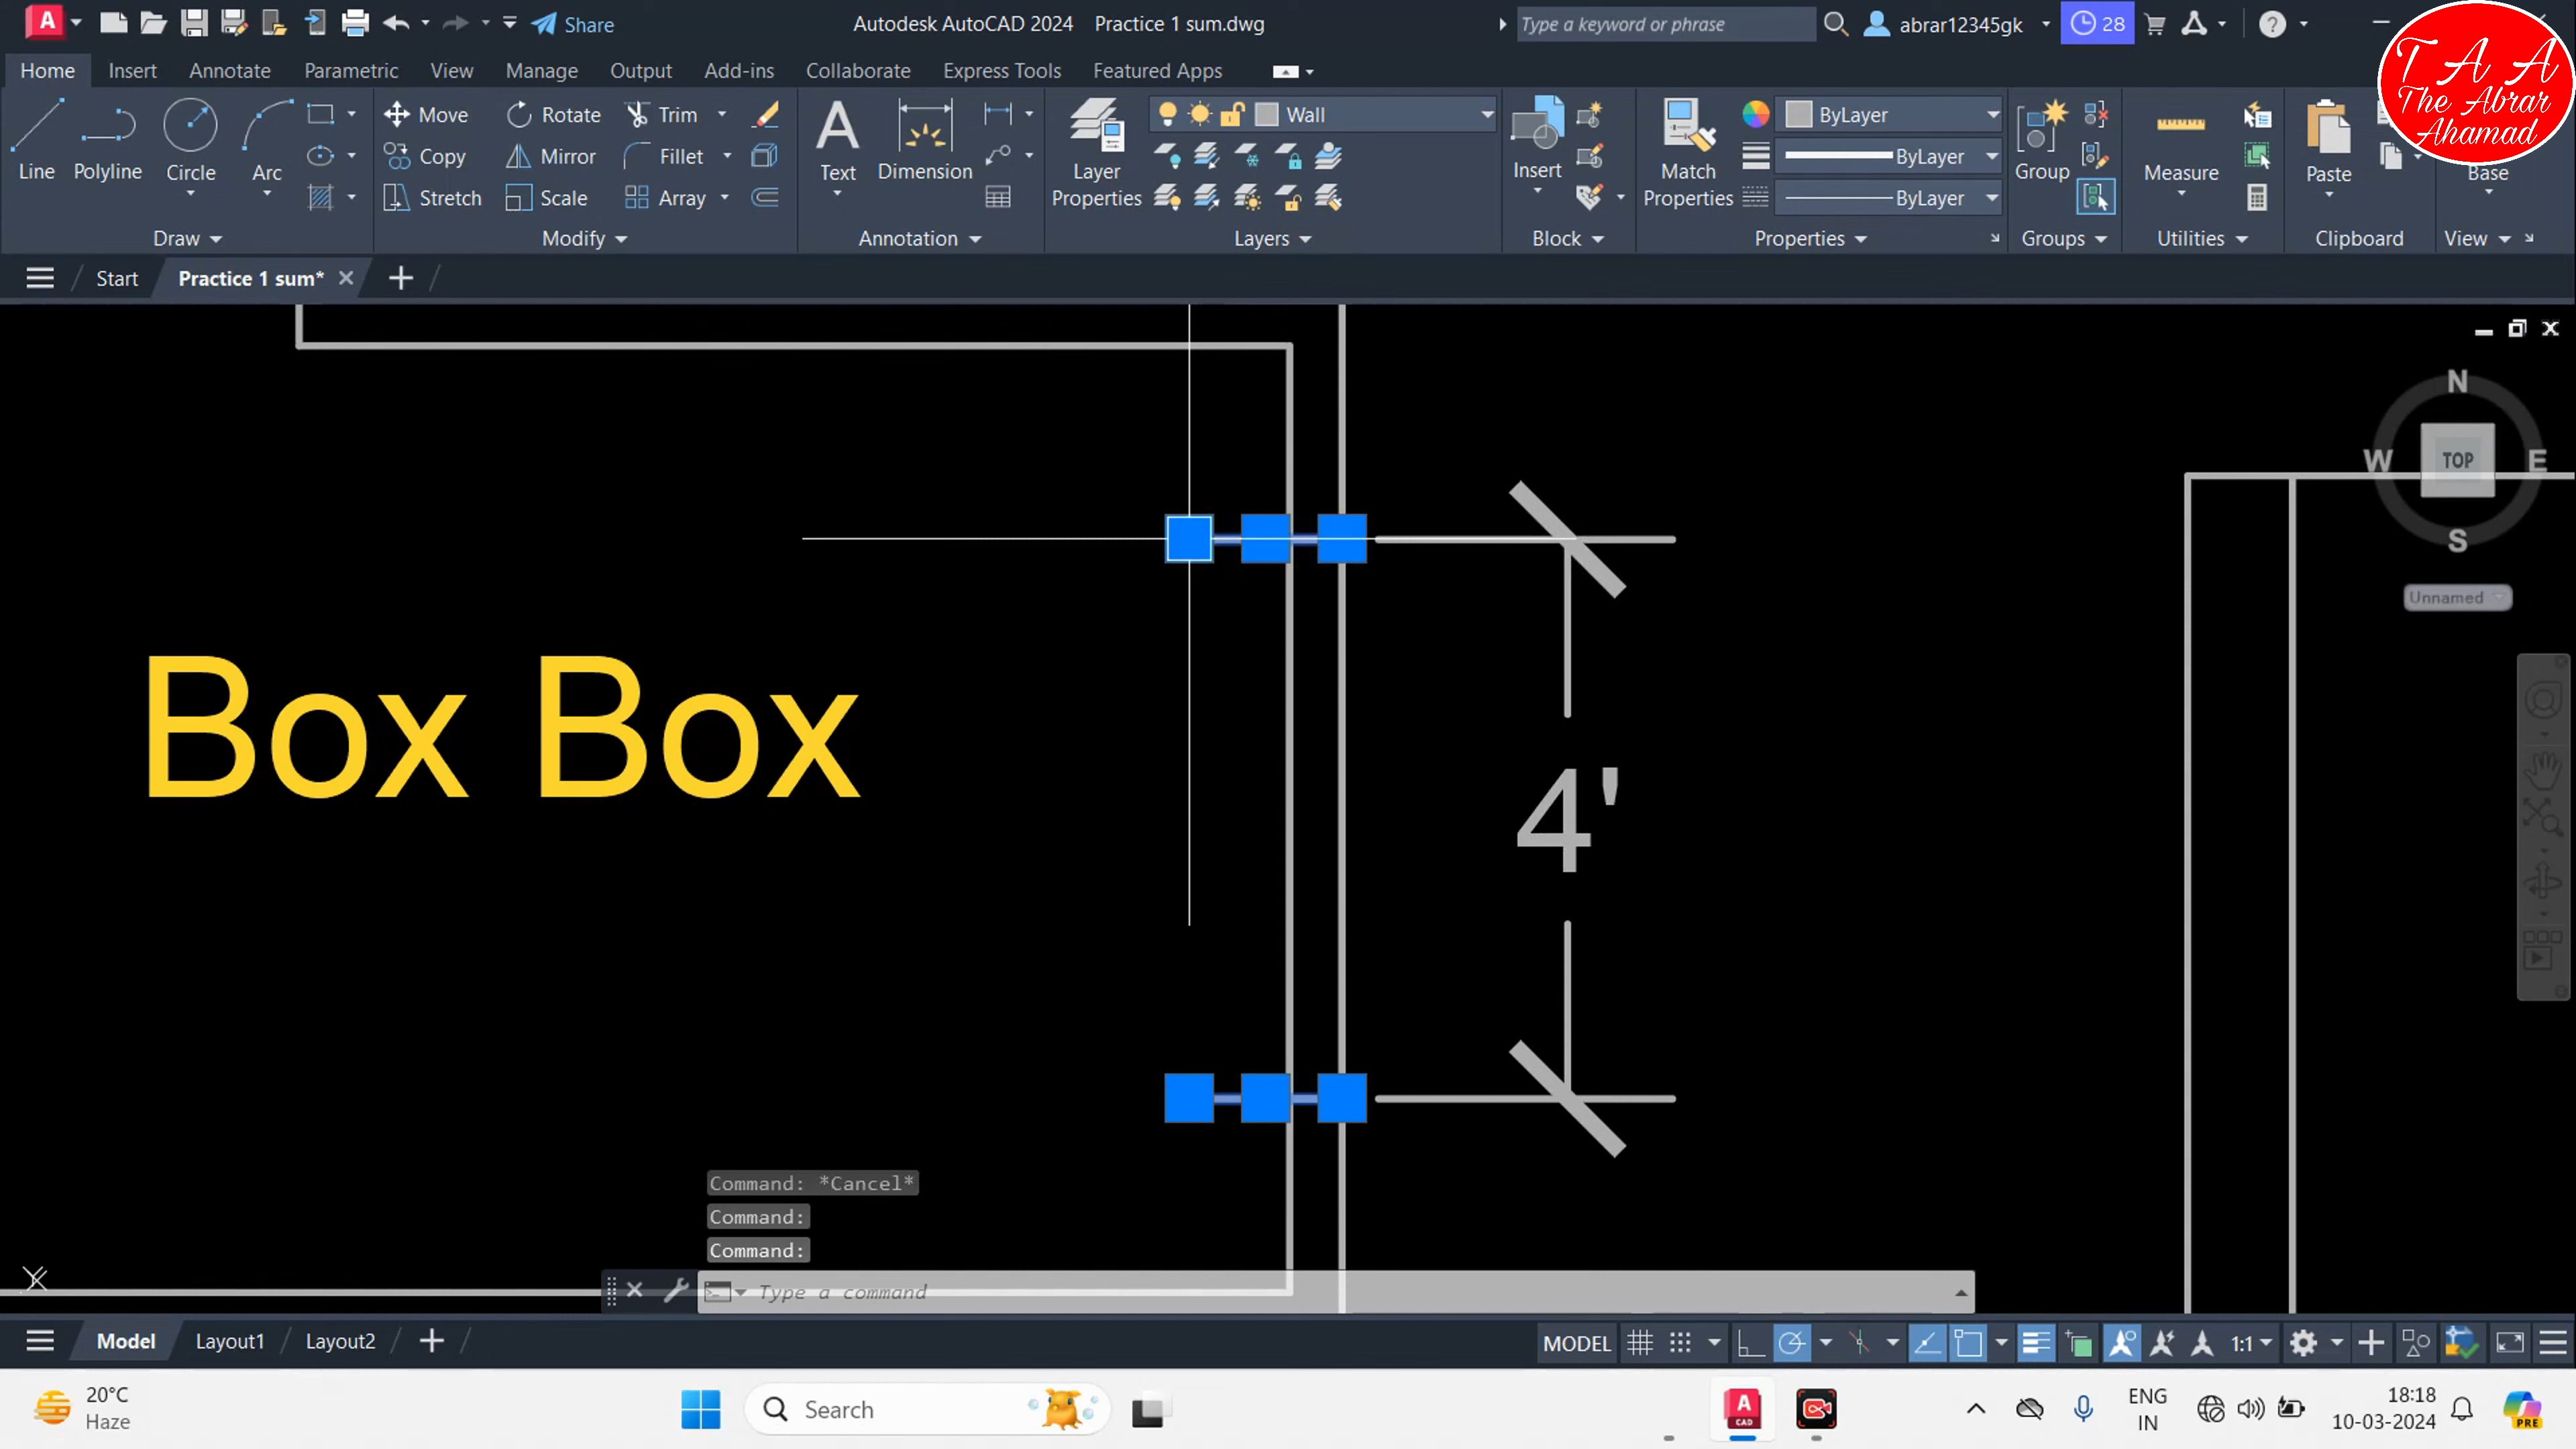 Autodesk AutoCAD 2024 Practice 1 sum.dwg
Share
Type a keyword or phrase
abrar12345gk
28
T A A
The Abrar
Ahamad
Home Insert Annotate Parametric View Manage Output Add-ins Collaborate Express Tools Featured Apps
Line Polyline Circle Arc
Move Rotate Trim
Copy Mirror Fillet
Stretch Scale Array
Text Dimension
Layer
Properties
Wall
Insert
Match
Properties
ByLayer
ByLayer
ByLayer
Group
Measure
Paste
Base
Draw Modify Annotation Layers Block Properties Groups Utilities Clipboard View
Start Practice 1 sum*
N
W TOP E
S
Unnamed
Box Box
4'
Command: *Cancel*
Command:
Command:
Type a command
Model Layout1 Layout2
MODEL
1:1
20°C
Haze
Search
A
CAD
ENG
IN
18:18
10-03-2024
PRE